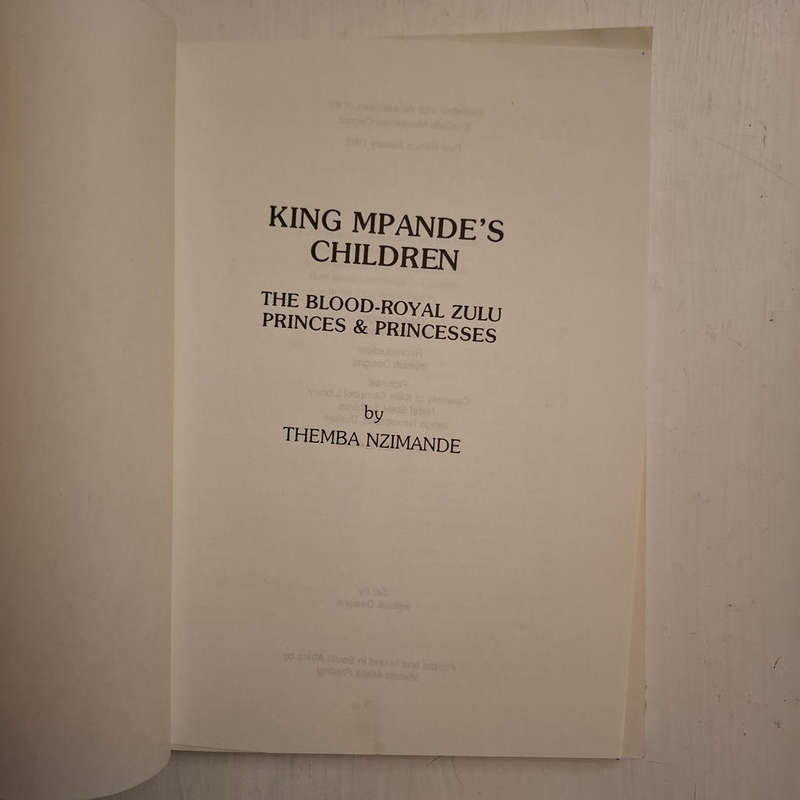 KING MPANDE'S
CHILDREN
THE BLOOD-ROYAL ZULU
PRINCES & PRINCESSES
by
THEMBA NZIMANDE